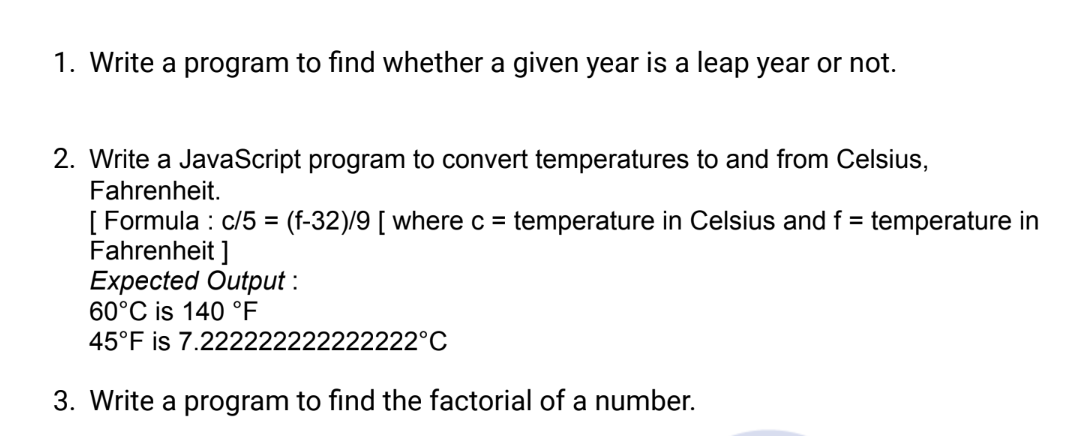 1. Write a program to find whether a given year is a leap year or not.
2. Write a JavaScript program to convert temperatures to and from Celsius,
Fahrenheit.
[ Formula : c/5 = (f-32)/9 [ where c = temperature in Celsius and f = temperature in
Fahrenheit ]
Expected Output :
60°C is 140 °F
45°F is 7.222222222222222°C
3. Write a program to find the factorial of a number.